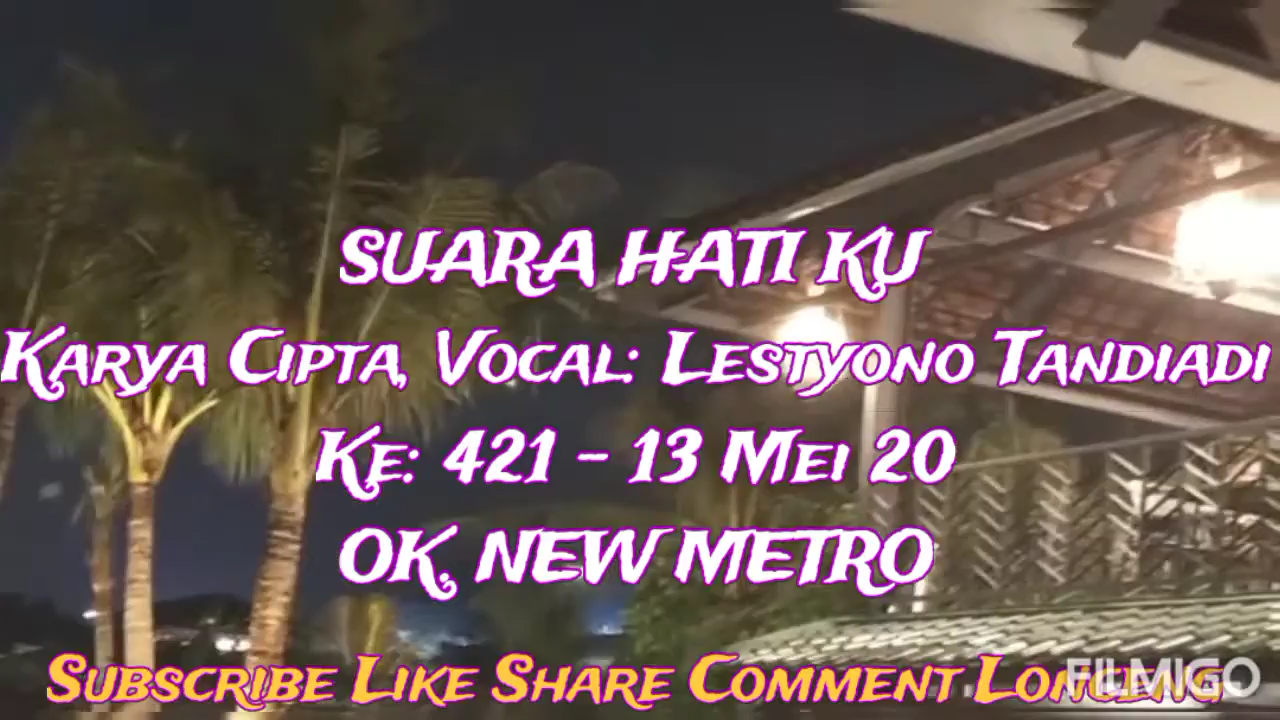 SUARA HATI KU
KARYA CIPTA, VOCAL: LESTYONO TANDIADI
KE: 421 - 13 MEI 20
OK, NEW METRO
SUBSCRIBE LIKE SHARE COMMENT
FILMIGO